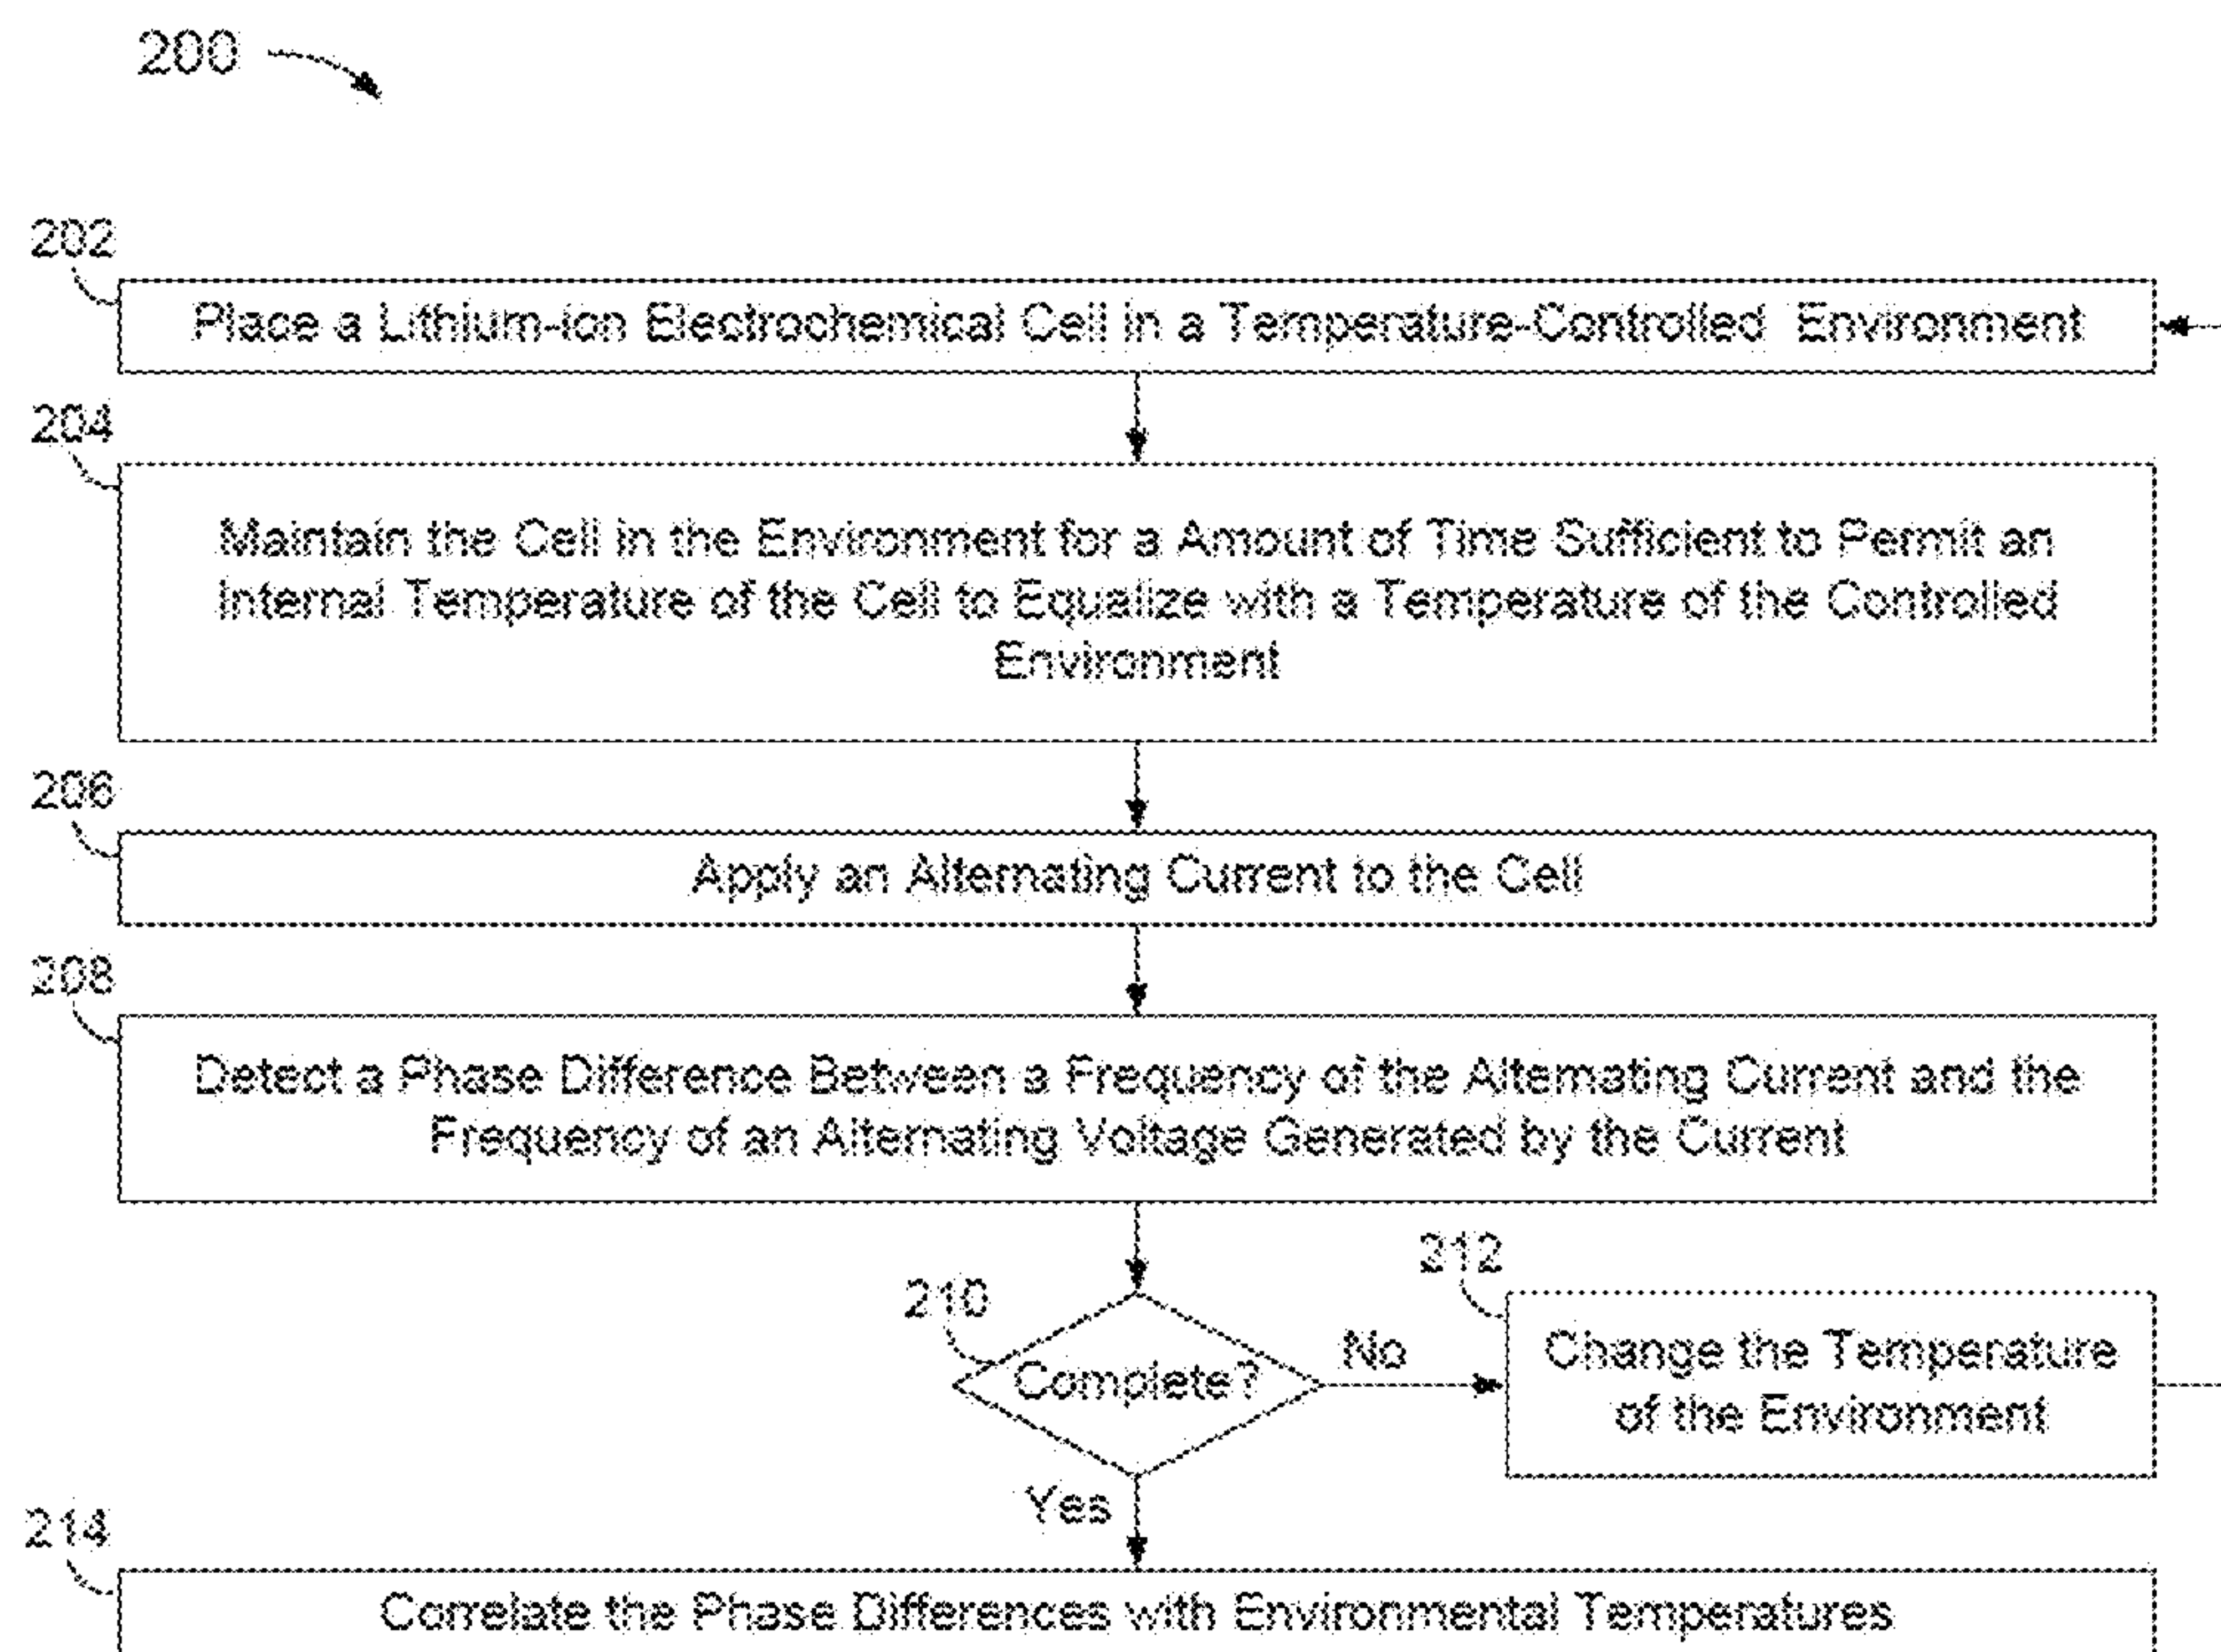 200
202
Place a Lithium-ion Electrochemical Cell in a Temperature-Controlled Environment
204
Maintain the Cell in the Environment for a Amount of Time Sufficient to Permit an
Internal Temperature of the Cell to Equalize with a Temperature of the Controlled
Environment
206
Apply an Alternating Current to the Cell
208
Detect a Phase Difference Between a Frequency of the Alternating Current and the
Frequency of an Alternating Voltage Generated by the Current
210
Complete?
No
212
Change the Temperature
of the Environment
Yes
214
Correlate the Phase Differences with Environmental Temperatures